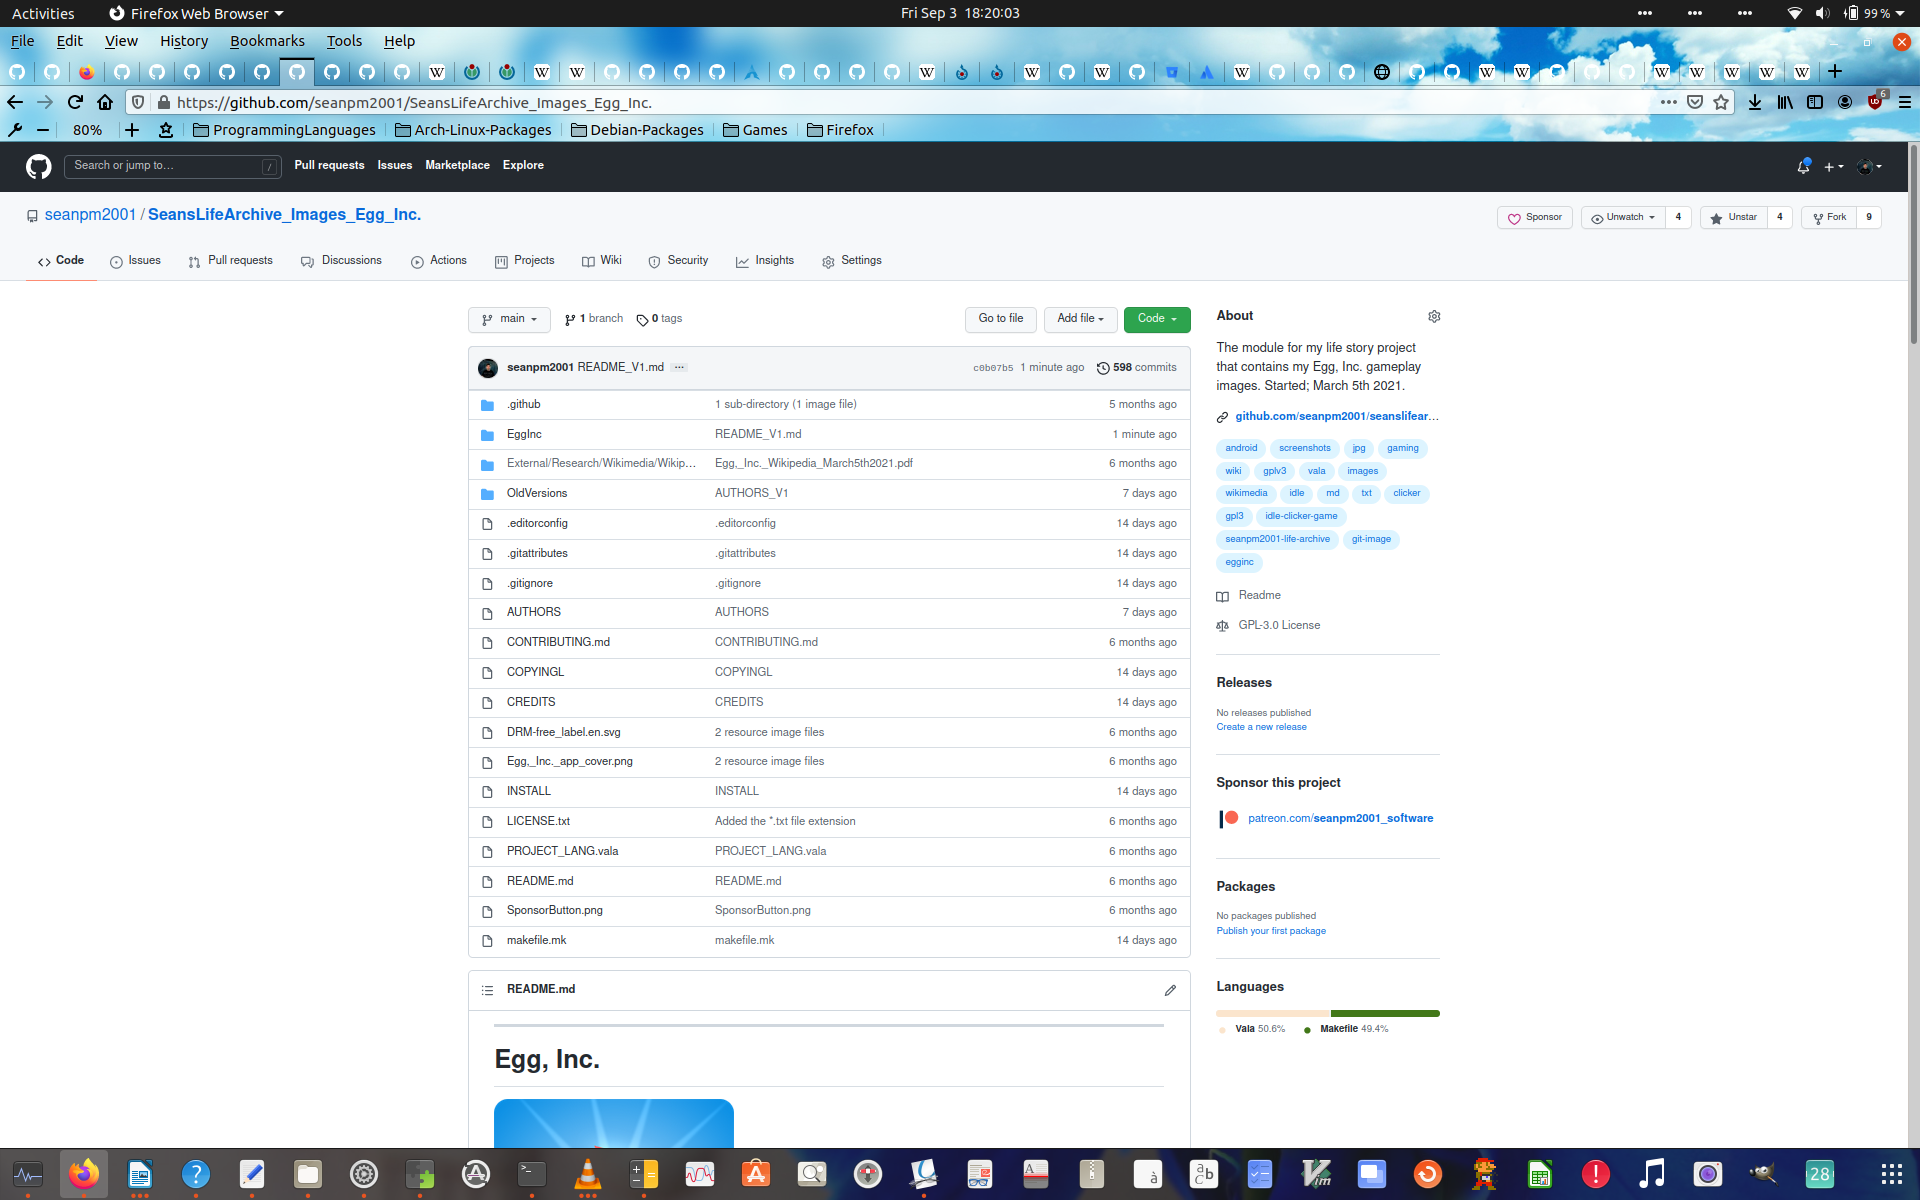 Activities Firefox Web Browser Fri Sep 3 18:20:03 99 %
File Edit View History Bookmarks Tools Help
https://github.com/seanpm2001/SeansLifeArchive_Images_Egg_Inc. 6
80% ProgrammingLanguages Arch-Linux-Packages Debian-Packages Games Firefox
Search or jump to… / Pull requests Issues Marketplace Explore
seanpm2001 / SeansLifeArchive_Images_Egg_Inc. Sponsor Unwatch 4 Unstar 4 Fork 9
Code Issues Pull requests Discussions Actions Projects Wiki Security Insights Settings
main 1 branch 0 tags Go to file Add file Code
seanpm2001 README_V1.md ... c0b07b5 1 minute ago 598 commits
.github 1 sub-directory (1 image file) 5 months ago
EggInc README_V1.md 1 minute ago
External/Research/Wikimedia/Wikip... Egg,_Inc._Wikipedia_March5th2021.pdf 6 months ago
OldVersions AUTHORS_V1 7 days ago
.editorconfig .editorconfig 14 days ago
.gitattributes .gitattributes 14 days ago
.gitignore .gitignore 14 days ago
AUTHORS AUTHORS 7 days ago
CONTRIBUTING.md CONTRIBUTING.md 6 months ago
COPYINGL COPYINGL 14 days ago
CREDITS CREDITS 14 days ago
DRM-free_label.en.svg 2 resource image files 6 months ago
Egg,_Inc._app_cover.png 2 resource image files 6 months ago
INSTALL INSTALL 14 days ago
LICENSE.txt Added the *.txt file extension 6 months ago
PROJECT_LANG.vala PROJECT_LANG.vala 6 months ago
README.md README.md 6 months ago
SponsorButton.png SponsorButton.png 6 months ago
makefile.mk makefile.mk 14 days ago
README.md
Egg, Inc.
About
The module for my life story project
that contains my Egg, Inc. gameplay
images. Started; March 5th 2021.
github.com/seanpm2001/seanslifear...
android screenshots jpg gaming
wiki gplv3 vala images
wikimedia idle md txt clicker
gpl3 idle-clicker-game
seanpm2001-life-archive git-image
egginc
Readme
GPL-3.0 License
Releases
No releases published
Create a new release
Sponsor this project
patreon.com/seanpm2001_software
Packages
No packages published
Publish your first package
Languages
Vala 50.6% Makefile 49.4%
28